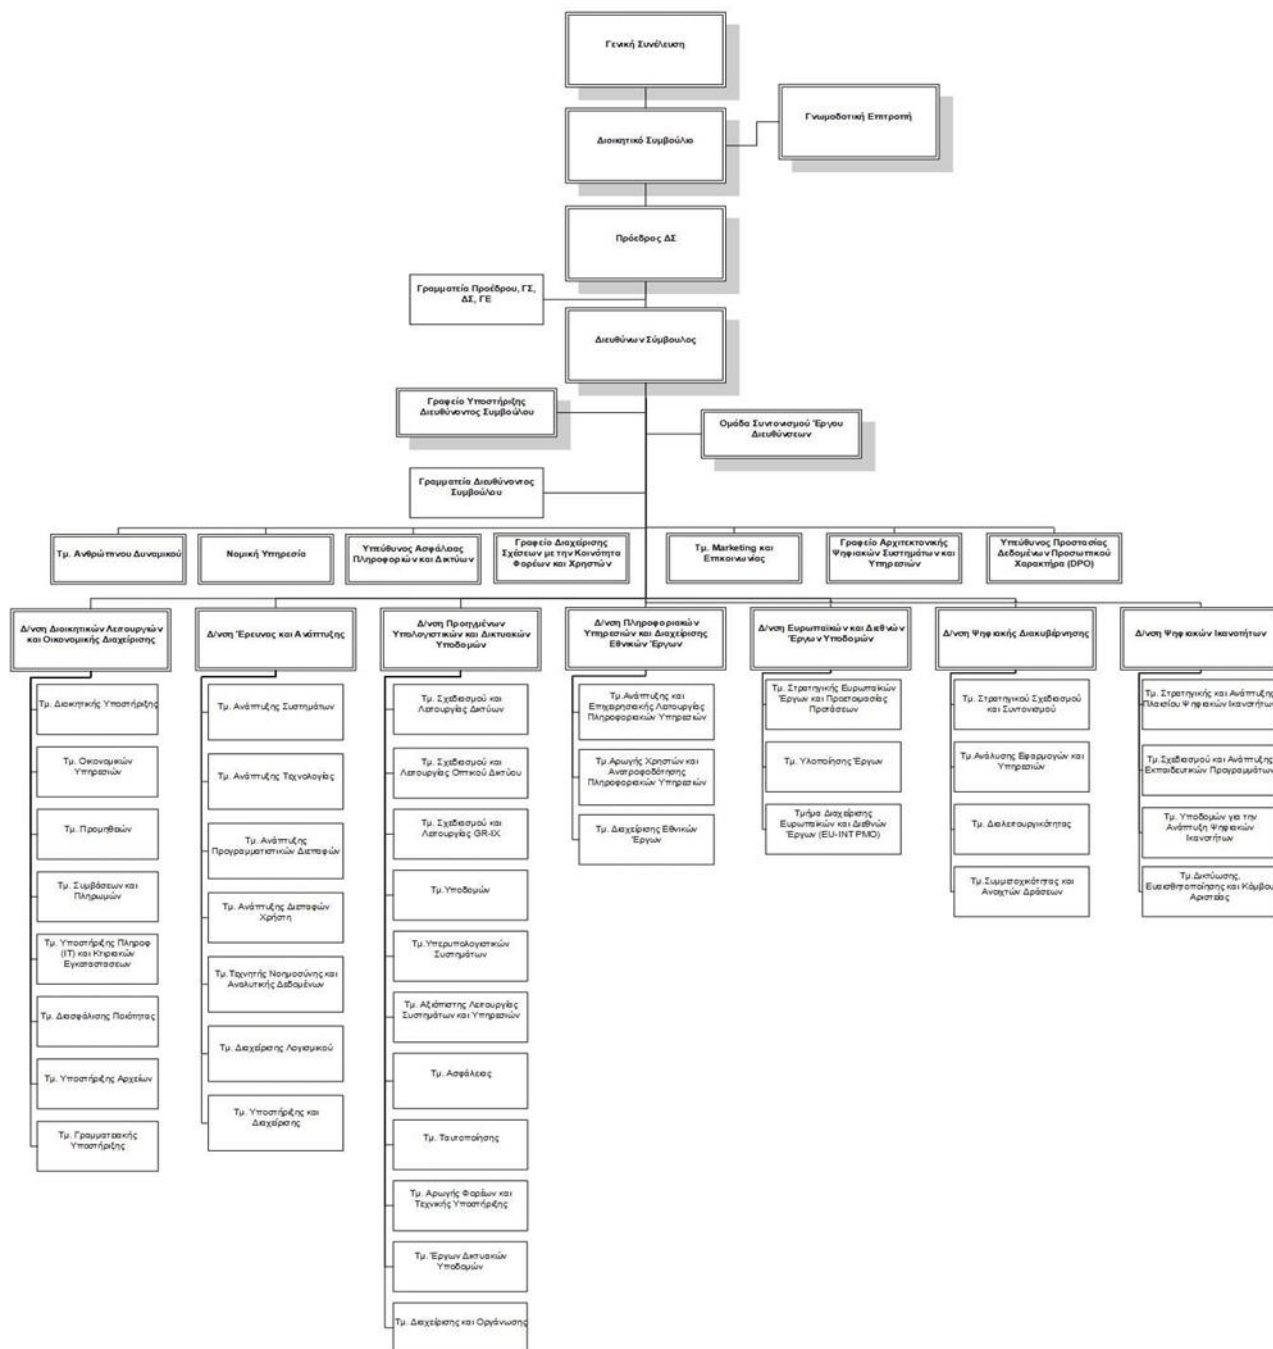 Γενική Συνέλευση
Διοικητικό Συμβούλιο
Γνωμοδοτική Επιτροπή
Πρόεδρος ΔΣ
Γραμματεία Προέδρου, ΓΣ,
ΔΣ, ΓΕ
Διευθύνων Σύμβουλος
Γραφείο Υποστήριξης
Διευθύνοντος Συμβούλου
Ομάδα Συντονισμού Έργου
Διευθύνσεων
Γραμματεία Διευθύνοντος
Συμβούλου
Τμ. Ανθρώπινου Δυναμικού
Νομική Υπηρεσία
Υπεύθυνος Ασφάλειας
Πληροφοριών και Δικτύων
Γραφείο Διαχείρισης
Σχέσεων με την Κοινότητα
Φορέων και Χρηστών
Τμ. Marketing και
Επικοινωνίας
Γραφείο Αρχιτεκτονικής
Ψηφιακών Συστημάτων και
Υπηρεσιών
Υπεύθυνος Προστασίας
Δεδομένων Προσωπικού
Χαρακτήρα (DPO)
Δ/νση Διοικητικών Λειτουργιών
και Οικονομικής Διαχείρισης
Τμ. Διοικητικής Υποστήριξης
Τμ. Οικονομικών
Υπηρεσιών
Τμ. Προμηθειών
Τμ. Συμβάσεων και
Πληρωμών
Τμ. Υποστήριξης Πληροφ
(IT) και Κτιριακών
Εγκαταστασεων
Τμ. Διασφάλισης Ποιότητας
Τμ. Υποστήριξης Αρχείων
Τμ. Γραμματειακής
Υποστήριξης
Δ/νση Έρευνας και Ανάπτυξης
Τμ. Ανάπτυξης Συστημάτων
Τμ. Ανάπτυξης Τεχνολογίας
Τμ. Ανάπτυξης
Προγραμματιστικών Διεπαφών
Τμ. Ανάπτυξης Διεπαφών
Χρήστη
Τμ.Τεχνητής Νοημοσύνης και
Αναλυτικής Δεδομένων
Τμ. Διαχείρισης Λογισμικού
Τμ. Υποστήριξης και
Διαχείρισης
Δ/νση Προηγμένων
Υπολογιστικών και Δικτυακών
Υποδομών
Τμ. Σχεδιασμού και
Λειτουργίας Δικτύων
Τμ. Σχεδιασμού και
Λειτουργίας Οπτικού Δικτύου
Τμ. Σχεδιασμού και
Λειτουργίας GR-IX
Τμ.Υποδομών
Τμ.Υπερυπολογιστικών
Συστημάτων
Τμ. Αξιόπιστης Λειτουργίας
Συστημάτων και Υπηρεσιών
Τμ. Ασφάλειας
Τμ. Ταυτοποίησης
Τμ. Αρωγής Φορέων και
Τεχνικής Υποστήριξης
Τμ. Έργων Δικτυακών
Υποδομών
Τμ. Διαχείρισης και Οργάνωσης
Δ/νση Πληροφοριακών
Υπηρεσιών και Διαχείρισης
Εθνικών Έργων
Τμ.Ανάπτυξης και
Επιχειρησιακής Λειτουργίας
Πληροφοριακών Υπηρεσιών
Τμ.Αρωγής Χρηστών και
Ανατροφοδότησης
Πληροφοριακών Υπηρεσιών
Τμ. Διαχείρισης Εθνικών
Έργων
Δ/νση Ευρωπαϊκών και Διεθνών
Έργων Υποδομών
Τμ. Στρατηγικής Ευρωπαϊκών
Έργων και Προετοιμασίας
Προτάσεων
Τμ. Υλοποίησης Έργων
Τμήμα Διαχείρισης
Ευρωπαϊκών και Διεθνών
Έργων (EU-INT PMO)
Δ/νση Ψηφιακής Διακυβέρνησης
Τμ. Στρατηγικού Σχεδιασμού
και Συντονισμού
Τμ.Ανάλυσης Εφαρμογών και
Υπηρεσιών
Τμ. Διαλειτουργικότητας
Τμ.Συμμετοχικότητας και
Ανοιχτών Δράσεων
Δ/νση Ψηφιακών Ικανοτήτων
Τμ. Στρατηγικής και Ανάπτυξης
Πλαισίου Ψηφιακών Ικανοτήτων
Τμ.Σχεδιασμού και Ανάπτυξης
Εκπαιδευτικών Προγραμμάτων
Τμ. Υποδομών για την
Ανάπτυξη Ψηφιακών
Ικανοτήτων
Τμ.Δικτύωσης,
Ευαισθητοποίησης και Κόμβου
Αριστείας